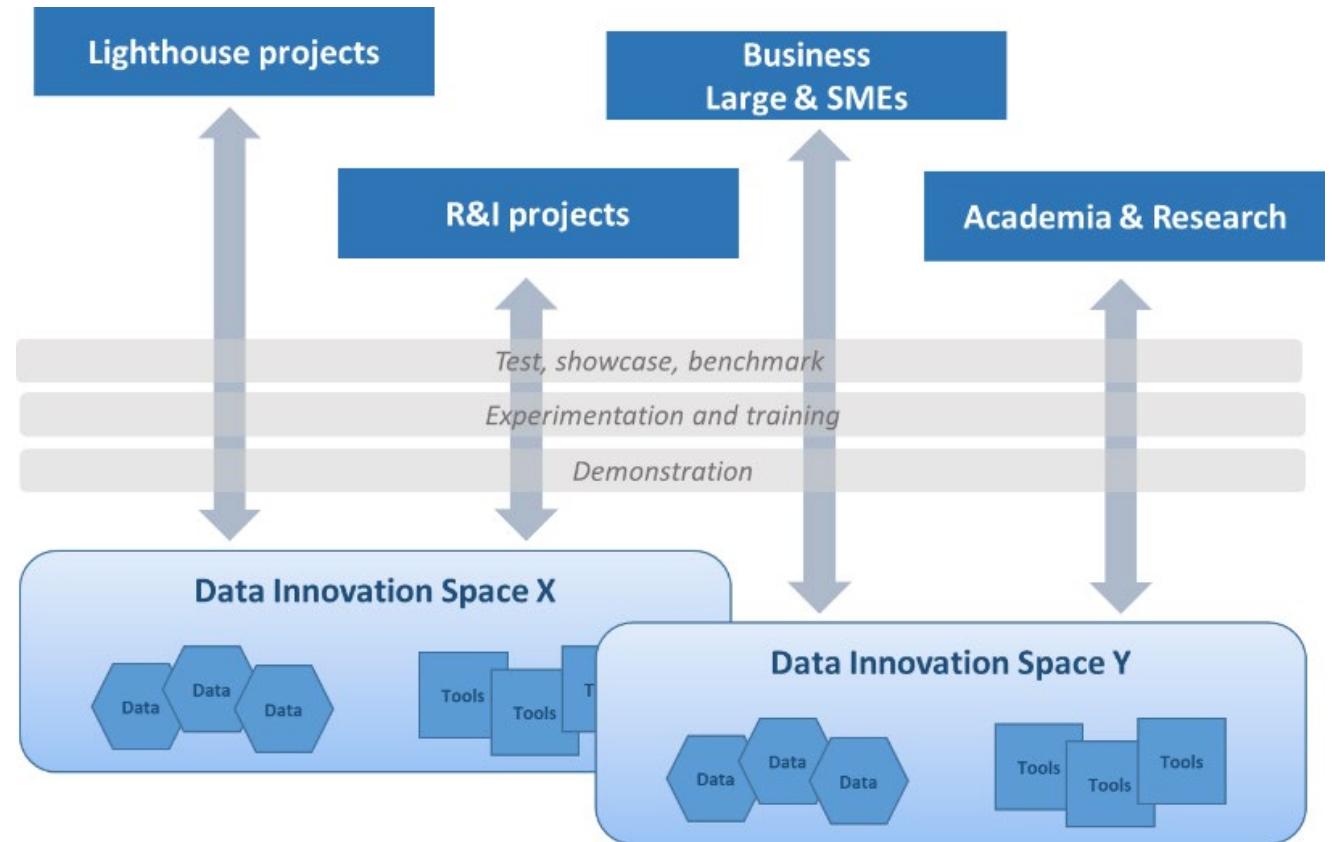 Lighthouse projects
Business
Large & SMEs
R&I projects
Academia & Research
Test, showcase, benchmark
Experimentation and training
Demonstration
Data Innovation Space X
Data
Data
Data
Tools
Tools
Data Innovation Space Y
Data
Data
Data
Tools
Tools
Tools